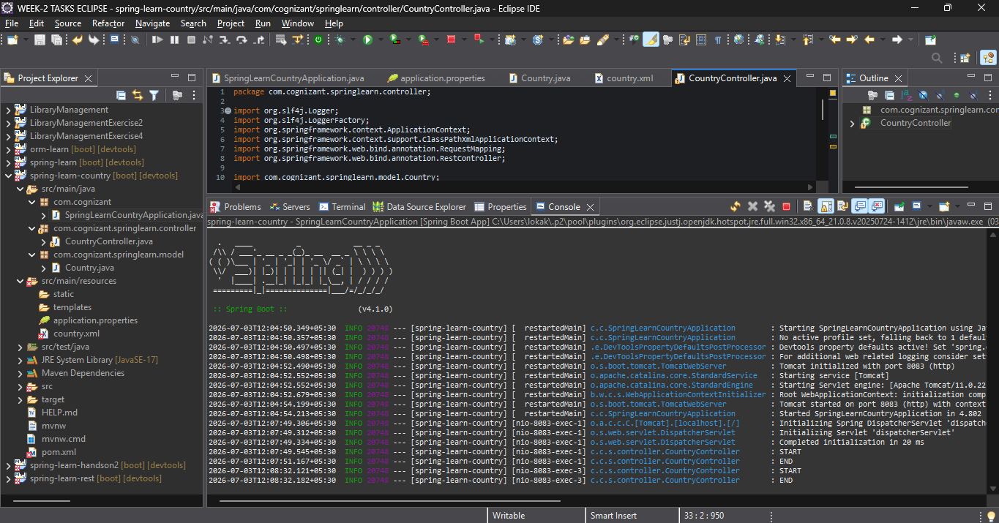 WEEK-2 TASKS ECLIPSE - spring-learn-country/src/main/java/com/cognizant/springlearn/controller/CountryController.java - Eclipse IDE
File Edit Source Refactor Navigate Search Project Run Window Help
Project Explorer
LibraryManagement
LibraryManagementExercise2
LibraryManagementExercise4
orm-learn [boot] [devtools]
spring-learn [boot] [devtools]
spring-learn-country [boot] [devtools]
src/main/java
com.cognizant
SpringLearnCountryApplication.java
com.cognizant.springlearn.controller
CountryController.java
com.cognizant.springlearn.model
Country.java
src/main/resources
static
templates
application.properties
country.xml
src/test/java
JRE System Library [JavaSE-17]
Maven Dependencies
src
target
HELP.md
mvnw
mvnw.cmd
pom.xml
spring-learn-handson2 [boot] [devtools]
spring-learn-rest [boot] [devtools]
SpringLearnCountryApplication.java application.properties Country.java country.xml CountryController.java
1 package com.cognizant.springlearn.controller;
2
3 import org.slf4j.Logger;
4 import org.slf4j.LoggerFactory;
5 import org.springframework.context.ApplicationContext;
6 import org.springframework.context.support.ClassPathXmlApplicationContext;
7 import org.springframework.web.bind.annotation.RequestMapping;
8 import org.springframework.web.bind.annotation.RestController;
9
10 import com.cognizant.springlearn.model.Country;
Outline
com.cognizant.springlearn.cor
CountryController
Problems Servers Terminal Data Source Explorer Properties Console
spring-learn-country - SpringLearnCountryApplication [Spring Boot App] C:\Users\lokak\.p2\pool\plugins\org.eclipse.justj.openjdk.hotspot.jre.full.win32.x86_64_21.0.8.v20250724-1412\jre\bin\javaw.exe (03
Spring
:: Spring Boot :: (v4.1.0)
2026-07-03T12:04:50.349+05:30 INFO 20748 --- [spring-learn-country] [ restartedMain] c.c.SpringLearnCountryApplication : Starting SpringLearnCountryApplication using Ja
2026-07-03T12:04:50.357+05:30 INFO 20748 --- [spring-learn-country] [ restartedMain] c.c.SpringLearnCountryApplication : No active profile set, falling back to 1 defaul
2026-07-03T12:04:50.497+05:30 INFO 20748 --- [spring-learn-country] [ restartedMain] .e.DevToolsPropertyDefaultsPostProcessor : Devtools property defaults active! Set 'spring.
2026-07-03T12:04:50.498+05:30 INFO 20748 --- [spring-learn-country] [ restartedMain] .e.DevToolsPropertyDefaultsPostProcessor : For additional web related logging consider set
2026-07-03T12:04:52.490+05:30 INFO 20748 --- [spring-learn-country] [ restartedMain] o.s.boot.tomcat.TomcatWebServer : Tomcat initialized with port 8083 (http)
2026-07-03T12:04:52.552+05:30 INFO 20748 --- [spring-learn-country] [ restartedMain] o.apache.catalina.core.StandardService : Starting service [Tomcat]
2026-07-03T12:04:52.552+05:30 INFO 20748 --- [spring-learn-country] [ restartedMain] o.apache.catalina.core.StandardEngine : Starting Servlet engine: [Apache Tomcat/11.0.22
2026-07-03T12:04:52.679+05:30 INFO 20748 --- [spring-learn-country] [ restartedMain] b.w.c.s.WebApplicationContextInitializer : Root WebApplicationContext: initialization comp
2026-07-03T12:04:54.199+05:30 INFO 20748 --- [spring-learn-country] [ restartedMain] o.s.boot.tomcat.TomcatWebServer : Tomcat started on port 8083 (http) with context
2026-07-03T12:04:54.213+05:30 INFO 20748 --- [spring-learn-country] [ restartedMain] c.c.SpringLearnCountryApplication : Started SpringLearnCountryApplication in 4.802
2026-07-03T12:07:49.306+05:30 INFO 20748 --- [spring-learn-country] [nio-8083-exec-1] o.a.c.c.C.[Tomcat].[localhost].[/] : Initializing Spring DispatcherServlet 'dispatch
2026-07-03T12:07:49.312+05:30 INFO 20748 --- [spring-learn-country] [nio-8083-exec-1] o.s.web.servlet.DispatcherServlet : Initializing Servlet 'dispatcherServlet'
2026-07-03T12:07:49.334+05:30 INFO 20748 --- [spring-learn-country] [nio-8083-exec-1] o.s.web.servlet.DispatcherServlet : Completed initialization in 20 ms
2026-07-03T12:07:49.545+05:30 INFO 20748 --- [spring-learn-country] [nio-8083-exec-1] c.c.s.controller.CountryController : START
2026-07-03T12:07:51.167+05:30 INFO 20748 --- [spring-learn-country] [nio-8083-exec-1] c.c.s.controller.CountryController : END
2026-07-03T12:08:32.121+05:30 INFO 20748 --- [spring-learn-country] [nio-8083-exec-3] c.c.s.controller.CountryController : START
2026-07-03T12:08:32.182+05:30 INFO 20748 --- [spring-learn-country] [nio-8083-exec-3] c.c.s.controller.CountryController : END
Writable Smart Insert 33 : 2 : 950